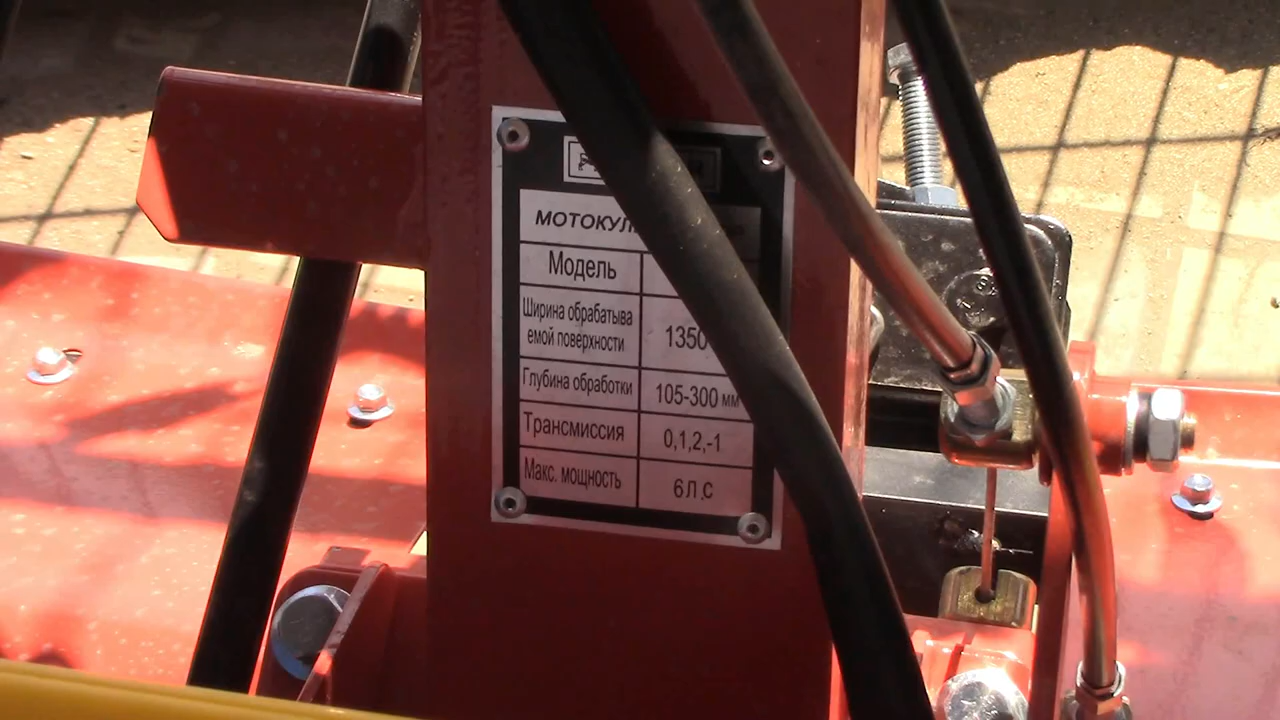 Модель
Ширина обрабатыва
емой поверхности
1350
Глубина обработки 105-300 мм
Трансмиссия 0,1,2,-1
Макс. мощность 6Л.С